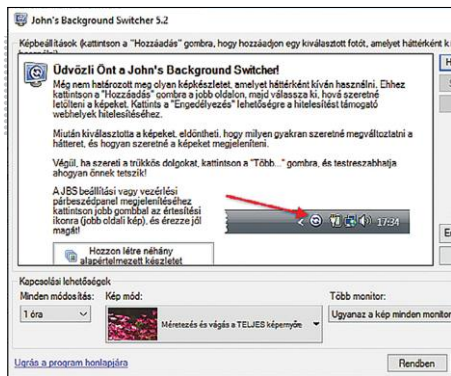 John's Background Switcher 5.2
Képbeállítások (kattintson a "Hozzáadás" gombra, hogy hozzáadjon egy kiválasztott fotót, amelyet háttérként k
Üdvözli Önt a John's Background Switcher!
Még nem határozott meg olyan képkészletet, amelyet háttérként kíván használni. Ehhez
kattintson a "Hozzáadás" gombra a jobb oldalon, majd válassza ki, hová szeretné
letölteni a képeket. Kattints a "Engedélyezés" lehetőségre a hitelesítést támogató
webhelyek hitelesítéséhez.
Miután kiválasztotta a képeket, eldöntheti, hogy milyen gyakran szeretné megváltoztatni a
hátteret, és hogyan szeretné a képeket megjeleníteni.
Végül, ha szereti a trükkös dolgokat, kattintson a "Több..." gombra, és testreszabhatja
ahogyan önnek tetszik!
A JBS beállítási vagy vezérlési
párbeszédpanel megjelenítéséhez
kattintson jobb gombbal az értesítési
ikonra (jobb oldali kép), és érezze jól
magát!
17:34
Hozzon létre néhány
alapértelmezett készletet
Kapcsolási lehetőségek
Minden módosítás:
Kép mód:
Több monitor:
1 óra
Méretezés és vágás a TELJES képernyőre
Ugyanaz a kép minden monitor
Ugrás a program honlapjára
Rendben